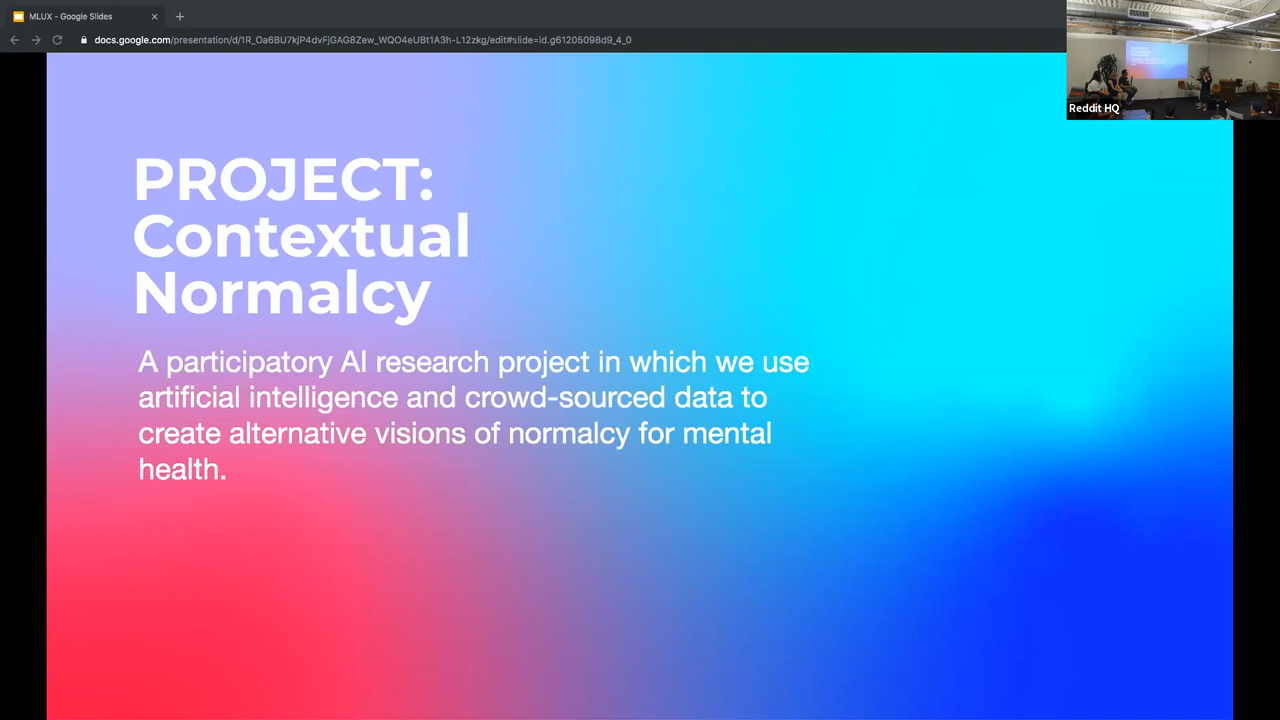 MLUX - Google Slides
docs.google.com/presentation/d/1R_Oa6BU7kjP4dvFjGAG8Zew_WQO4eUBt1A3h-L12zkg/edit#slide=id.g61205098d9_4_0
Reddit HQ
PROJECT:
Contextual
Normalcy
A participatory AI research project in which we use
artificial intelligence and crowd-sourced data to
create alternative visions of normalcy for mental
health.